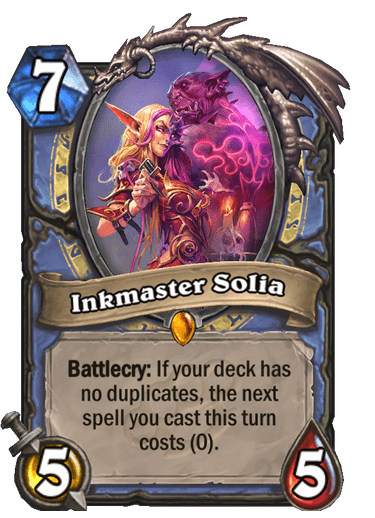 7
Inkmaster Solia
Battlecry: If your deck has
no duplicates, the next
spell you cast this turn
costs (0).
5
5